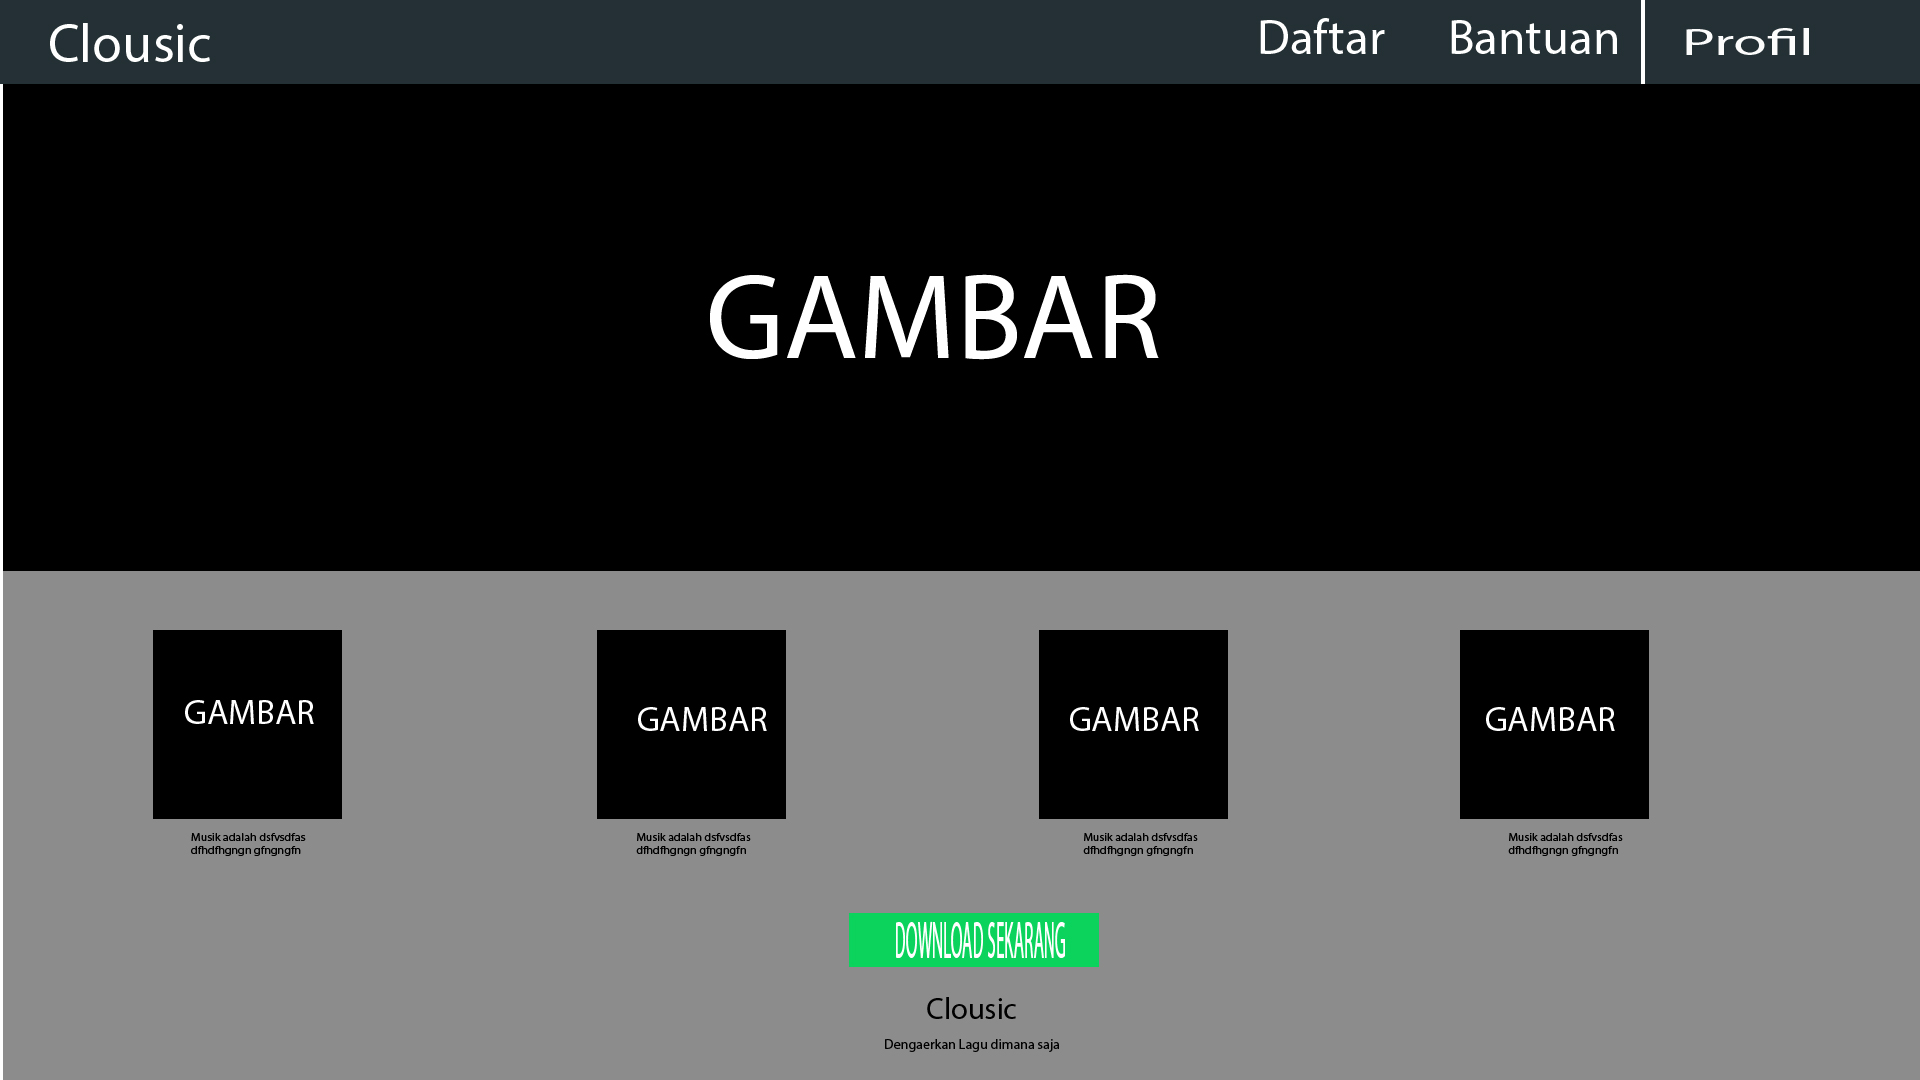 Clousic
Daftar
Bantuan
Profil
GAMBAR
GAMBAR
GAMBAR
GAMBAR
GAMBAR
Musik adalah dsfvsdfas
dfhdfhgngn gfngngfn
Musik adalah dsfvsdfas
dfhdfhgngn gfngngfn
Musik adalah dsfvsdfas
dfhdfhgngn gfngngfn
Musik adalah dsfvsdfas
dfhdfhgngn gfngngfn
DOWNLOAD SEKARANG
Clousic
Dengaerkan Lagu dimana saja